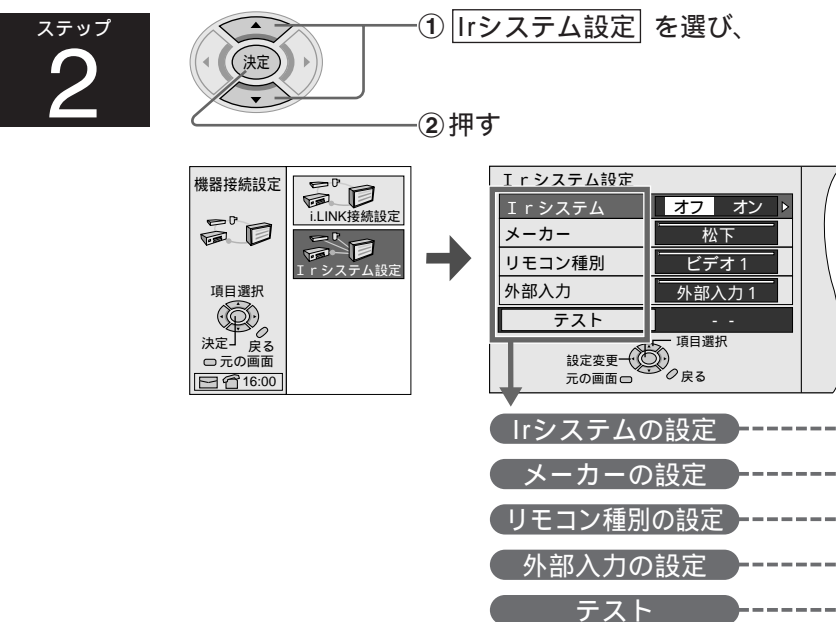 ステップ
2
決定
① Irシステム設定 を選び、
② 押す
機器接続設定
i.LINK接続設定
Ｉｒシステム設定
項目選択
決定
戻る
元の画面
16:00
Ｉｒシステム設定
Ｉｒシステム オフ オン
メーカー 松下
リモコン種別 ビデオ1
外部入力 外部入力1
テスト - -
項目選択
設定変更
元の画面
戻る
Irシステムの設定
メーカーの設定
リモコン種別の設定
外部入力の設定
テスト